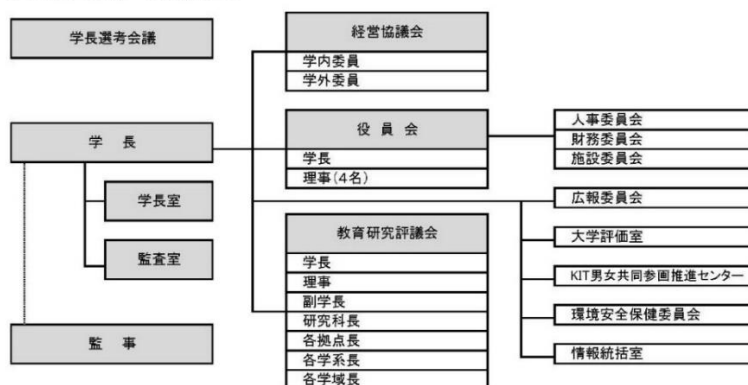 学長選考会議
経営協議会
学内委員
学外委員
学長
役員会
学長
理事(4名)
人事委員会
財務委員会
施設委員会
学長室
監査室
広報委員会
大学評価室
KIT男女共同参画推進センター
環境安全保健委員会
情報統括室
教育研究評議会
学長
理事
副学長
研究科長
各拠点長
各学系長
各学域長
監事